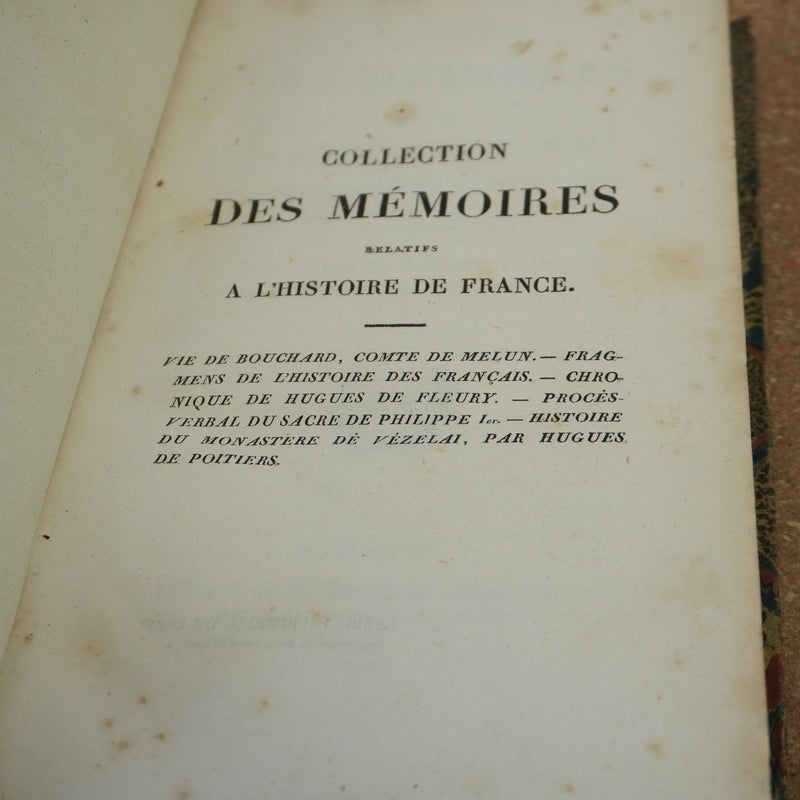 COLLECTION
DES MÉMOIRES
RELATIFS
A L'HISTOIRE DE FRANCE.
VIE DE BOUCHARD, COMTE DE MELUN. — FRAG-
MENS DE L'HISTOIRE DES FRANÇAIS. — CHRO-
NIQUE DE HUGUES DE FLEURY. — PROCÈS-
VERBAL DU SACRE DE PHILIPPE Ier. — HISTOIRE
DU MONASTÈRE DE VÉZELAI, PAR HUGUES
DE POITIERS.